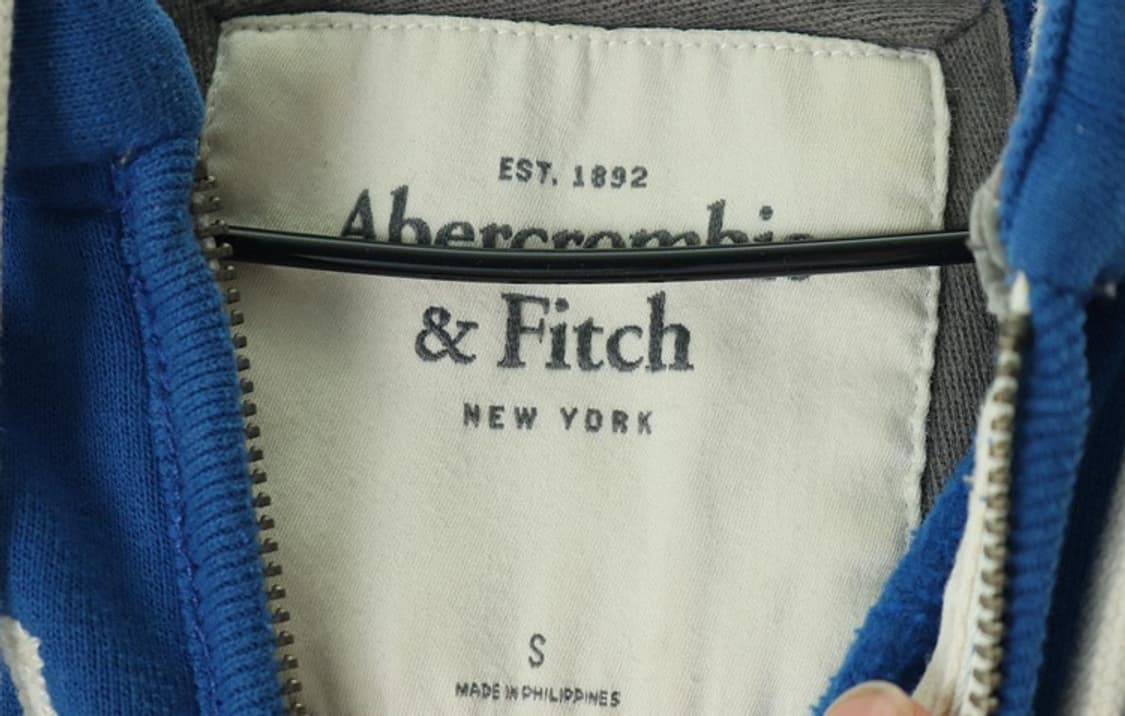 EST. 1892
Abercrombie
& Fitch
NEW YORK
S
MADE IN PHILIPPINES